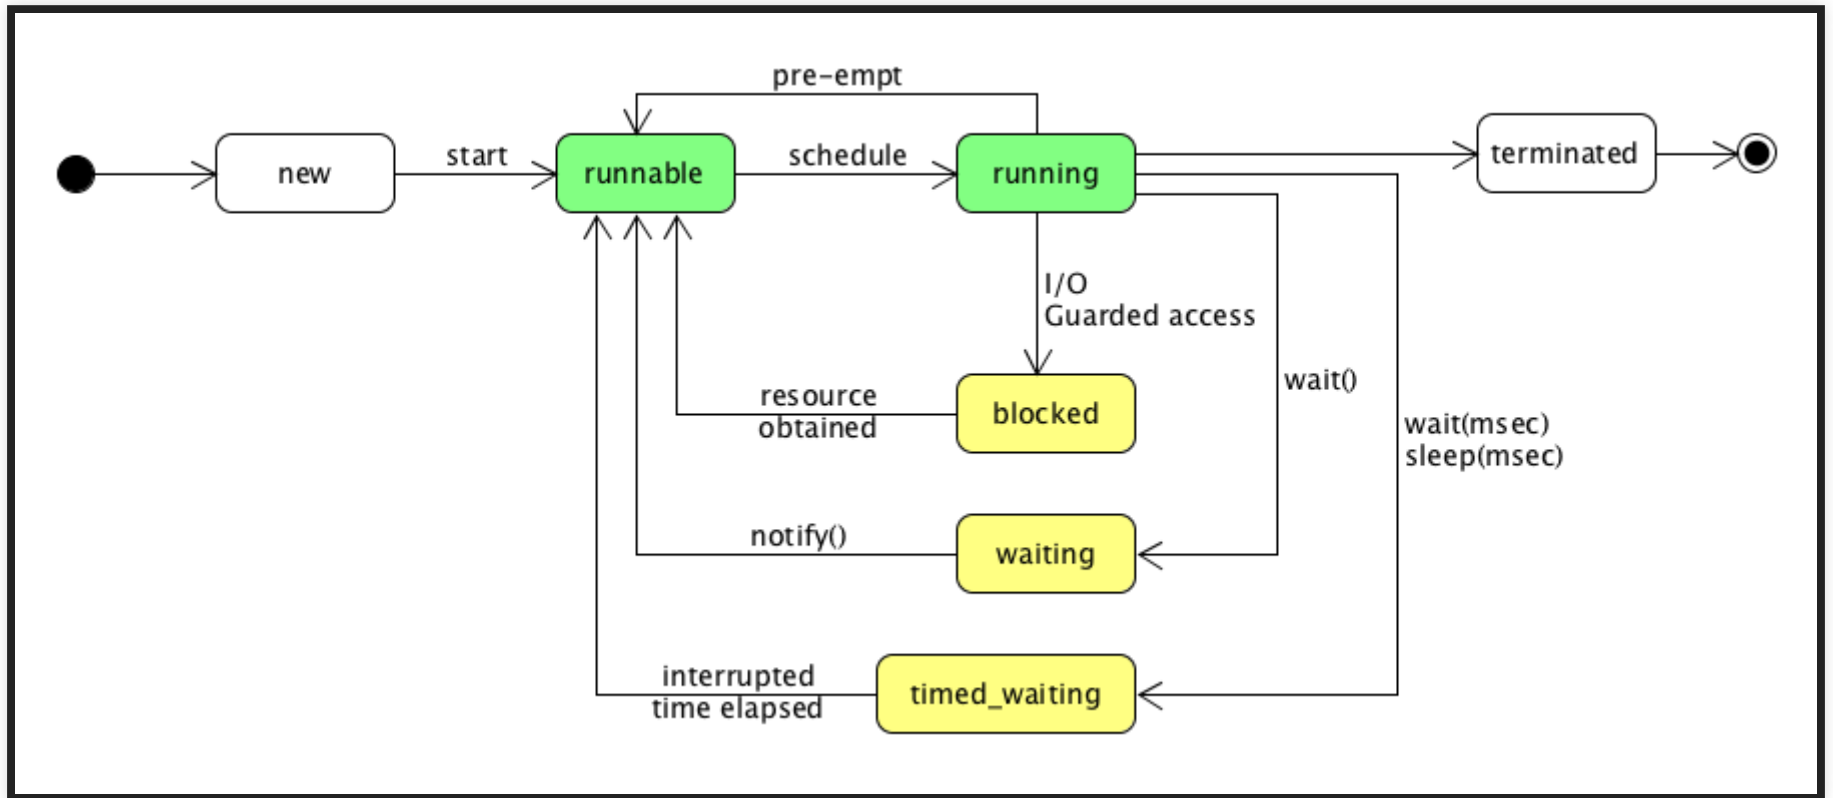 pre-empt
new
start
runnable
schedule
running
terminated
I/O
Guarded access
wait()
resource
obtained
blocked
wait(msec)
sleep(msec)
notify()
waiting
interrupted
time elapsed
timed_waiting